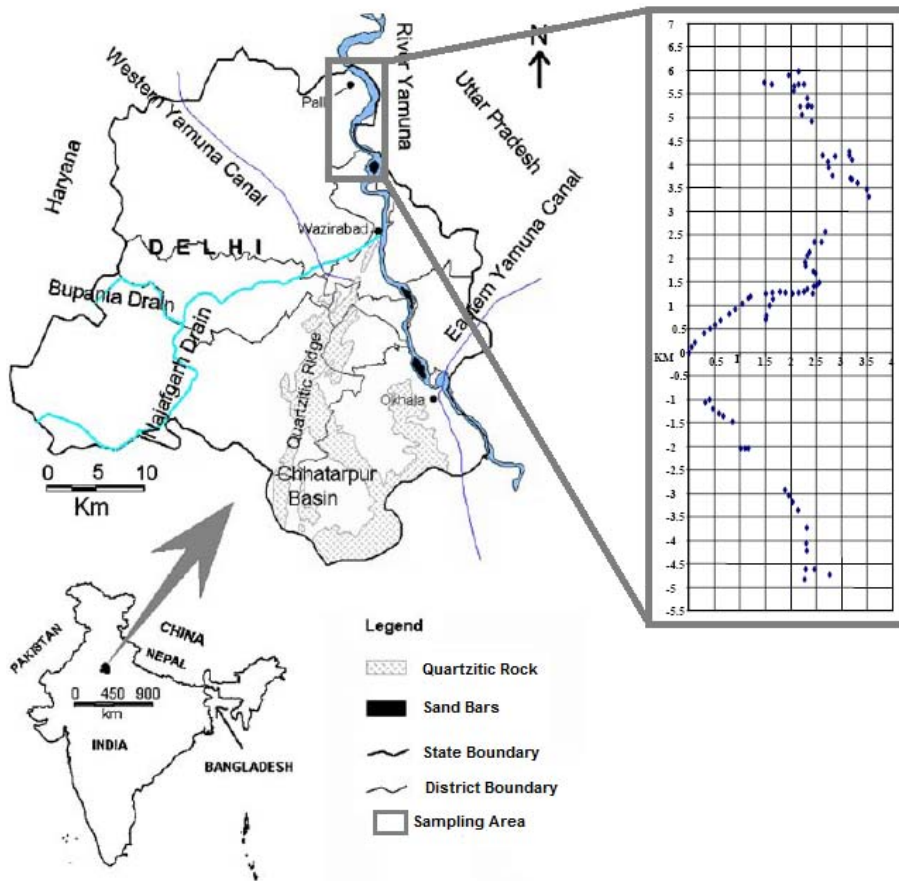 River Yamuna
N
Western Yamuna Canal
Uttar Pradesh
Haryana
Wazirabad
DELHI
Eastern Yamuna Canal
Bupania Drain
Najafgarh Drain
Quartzitic Ridge
Okhala
0 5 10
Km
Chhatarpur
Basin
PAKISTAN
CHINA
NEPAL
0 450 900
km
INDIA
BANGLADESH
Legend
Quartzitic Rock
Sand Bars
State Boundary
District Boundary
Sampling Area
7
6.5
6
5.5
5
4.5
4
3.5
3
2.5
2
1.5
1
0.5
KM 0
0.5 1 1.5 2 2.5 3 3.5 4
-0.5
-1
-1.5
-2
-2.5
-3
-3.5
-4
-4.5
-5
-5.5